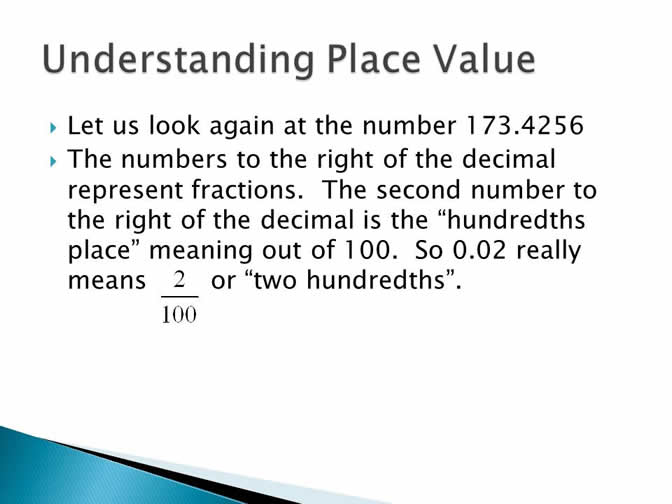 Understanding Place Value
Let us look again at the number 173.4256
The numbers to the right of the decimal
represent fractions.  The second number to
the right of the decimal is the “hundredths
place” meaning out of 100.  So 0.02 really
means 2/100 or “two hundredths”.